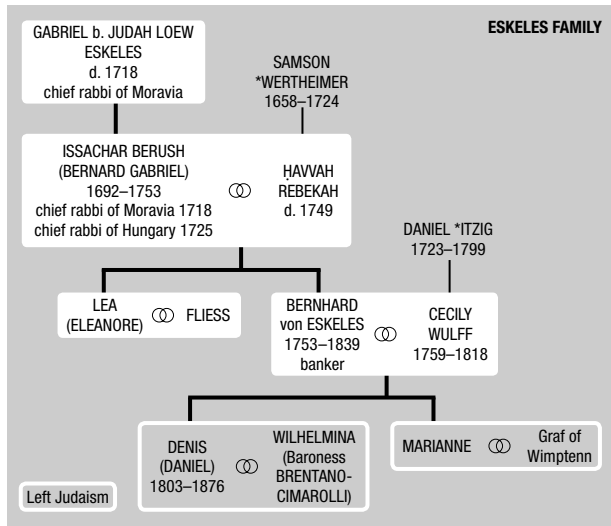 ESKELES FAMILY
GABRIEL b. JUDAH LOEW
ESKELES
d. 1718
chief rabbi of Moravia
SAMSON
*WERTHEIMER
1658–1724
ISSACHAR BERUSH
(BERNARD GABRIEL)
1692–1753
chief rabbi of Moravia 1718
chief rabbi of Hungary 1725
ḤAVVAH
REBEKAH
d. 1749
DANIEL *ITZIG
1723–1799
LEA
(ELEANORE)
FLIESS
BERNHARD
von ESKELES
1753–1839
banker
CECILY
WULFF
1759–1818
DENIS
(DANIEL)
1803–1876
WILHELMINA
(Baroness
BRENTANO-
CIMAROLLI)
MARIANNE
Graf of
Wimptenn
Left Judaism